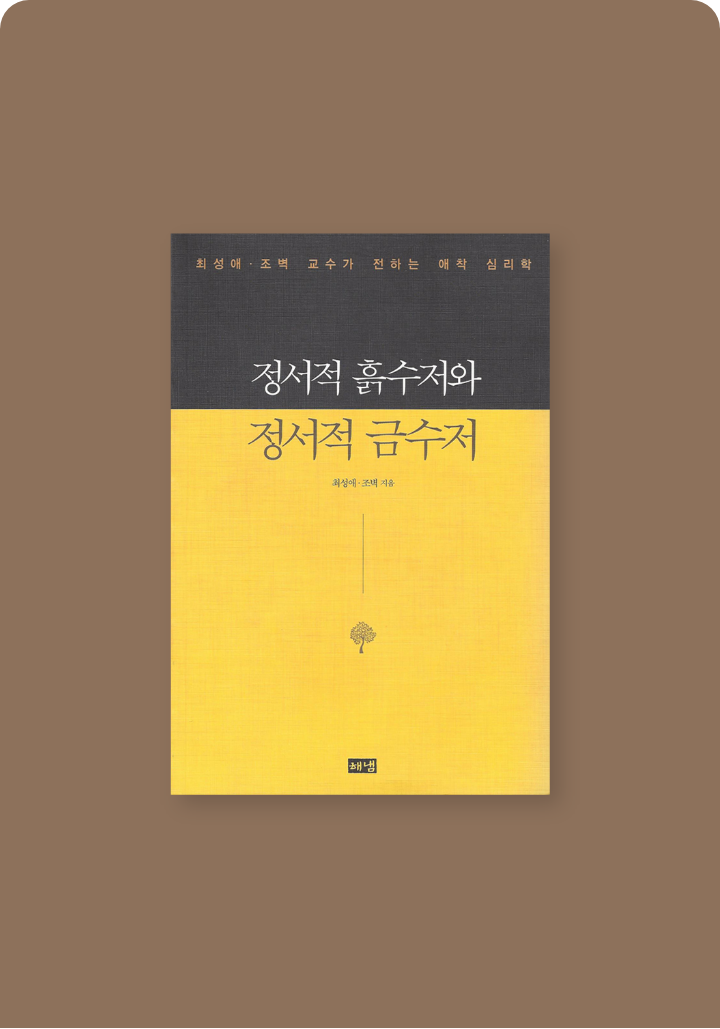 최성애·조벽 교수가 전하는 애착 심리학
정서적 흙수저와
정서적 금수저
최성애·조벽 지음
해냄